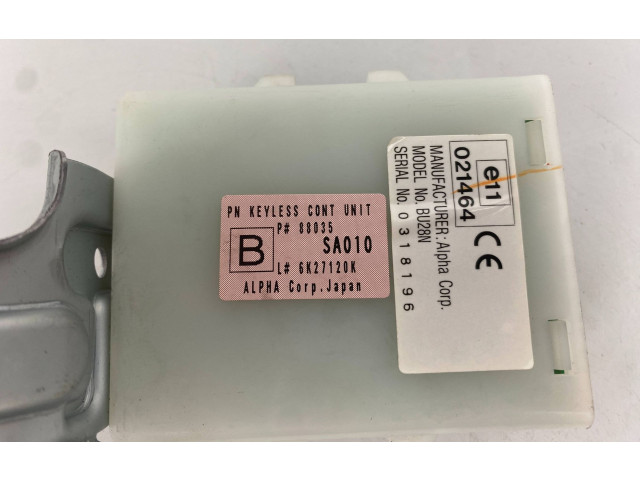 PN KEYLESS CONT UNIT
P# 88035
B
SA010
L# 6K27120K
ALPHA Corp.Japan
e11
021464
CE
MANUFACTURER: Alpha Corp.
MODEL No. BU28N
SERIAL No. 0318196